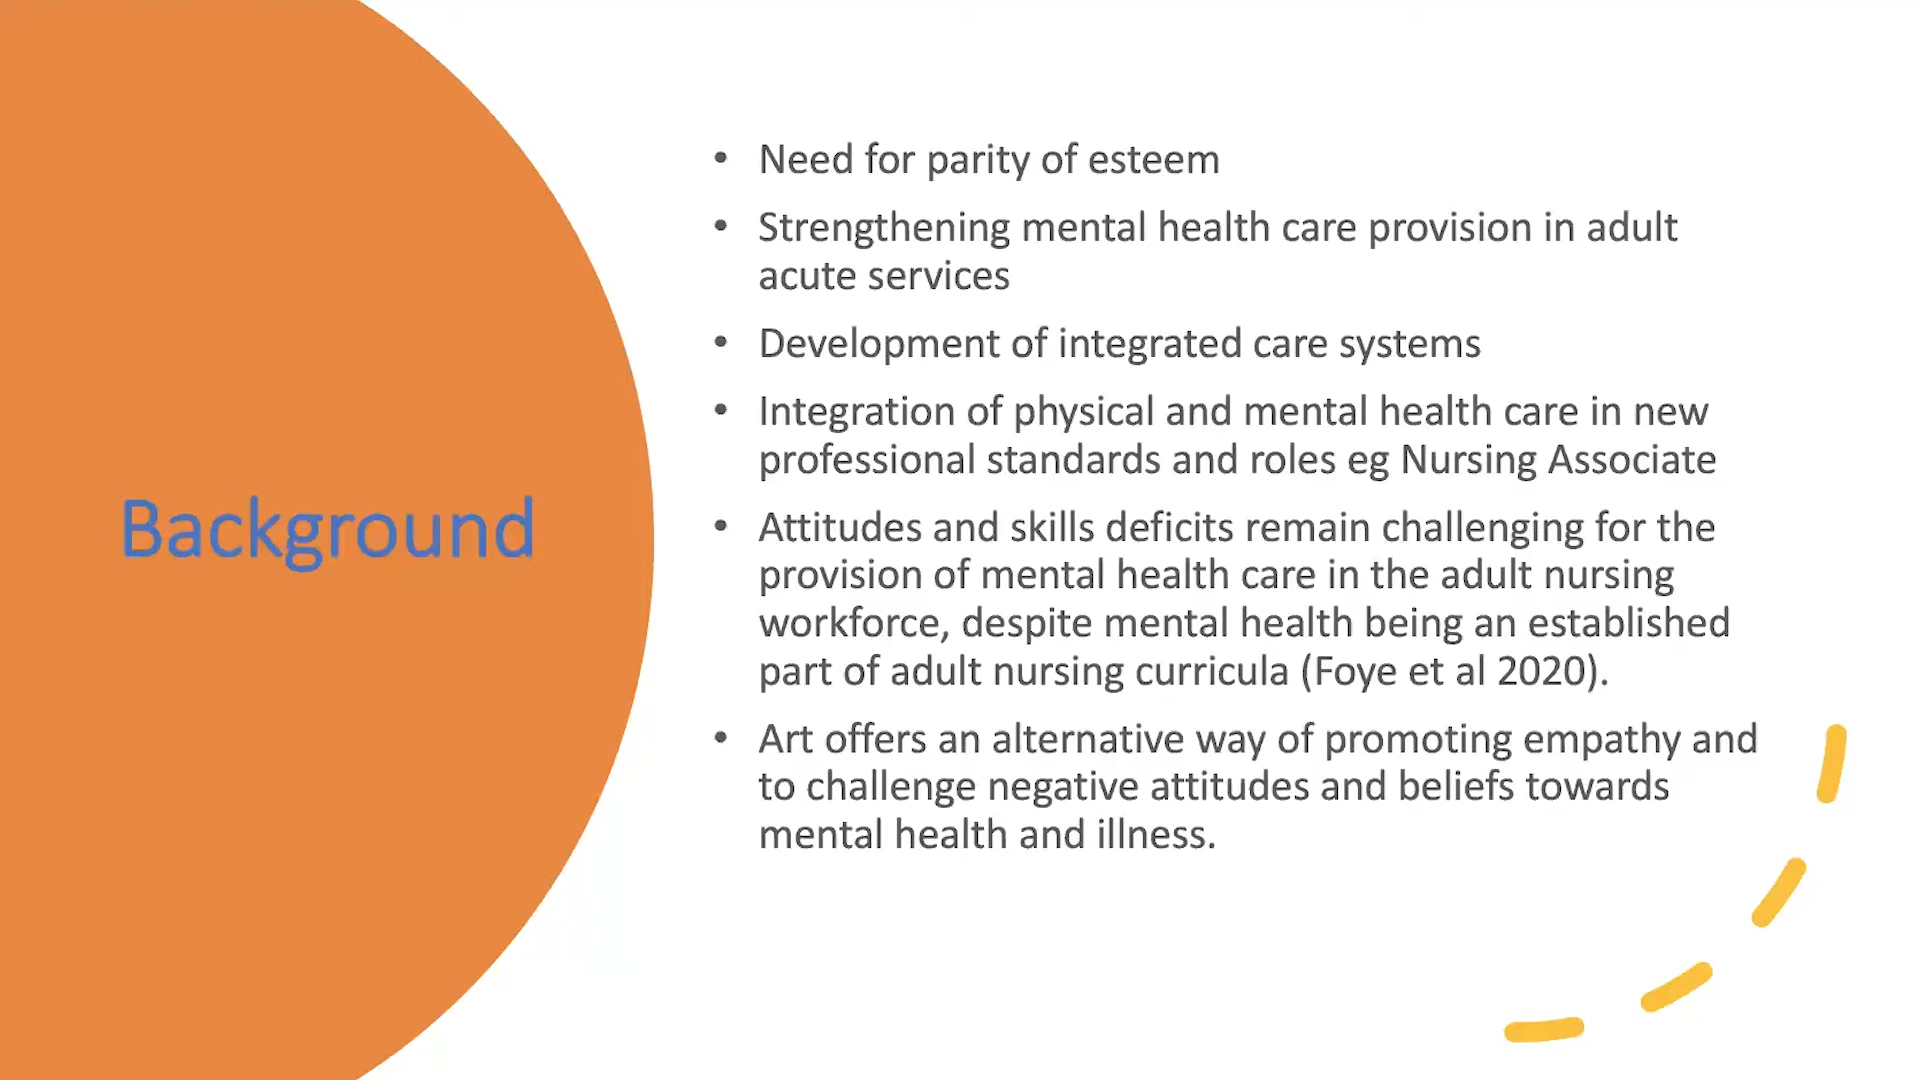 Background
• Need for parity of esteem
• Strengthening mental health care provision in adult
acute services
• Development of integrated care systems
• Integration of physical and mental health care in new
professional standards and roles eg Nursing Associate
• Attitudes and skills deficits remain challenging for the
provision of mental health care in the adult nursing
workforce, despite mental health being an established
part of adult nursing curricula (Foye et al 2020).
• Art offers an alternative way of promoting empathy and
to challenge negative attitudes and beliefs towards
mental health and illness.